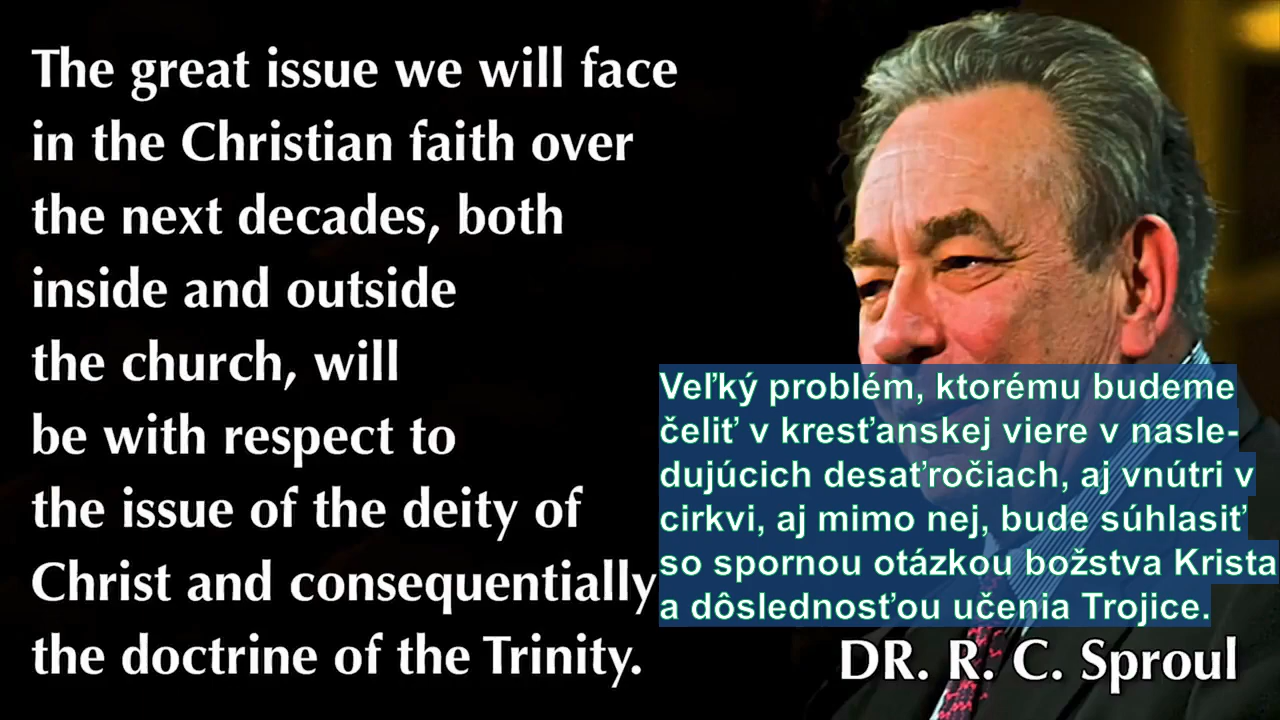 The great issue we will face
in the Christian faith over
the next decades, both
inside and outside
the church, will
be with respect to
the issue of the deity of
Christ and consequentially
the doctrine of the Trinity.
Veľký problém, ktorému budeme
čeliť v kresťanskej viere v nasle-
dujúcich desaťročiach, aj vnútri v
cirkvi, aj mimo nej, bude súhlasiť
so spornou otázkou božstva Krista
a dôslednosťou učenia Trojice.
DR. R. C. Sproul